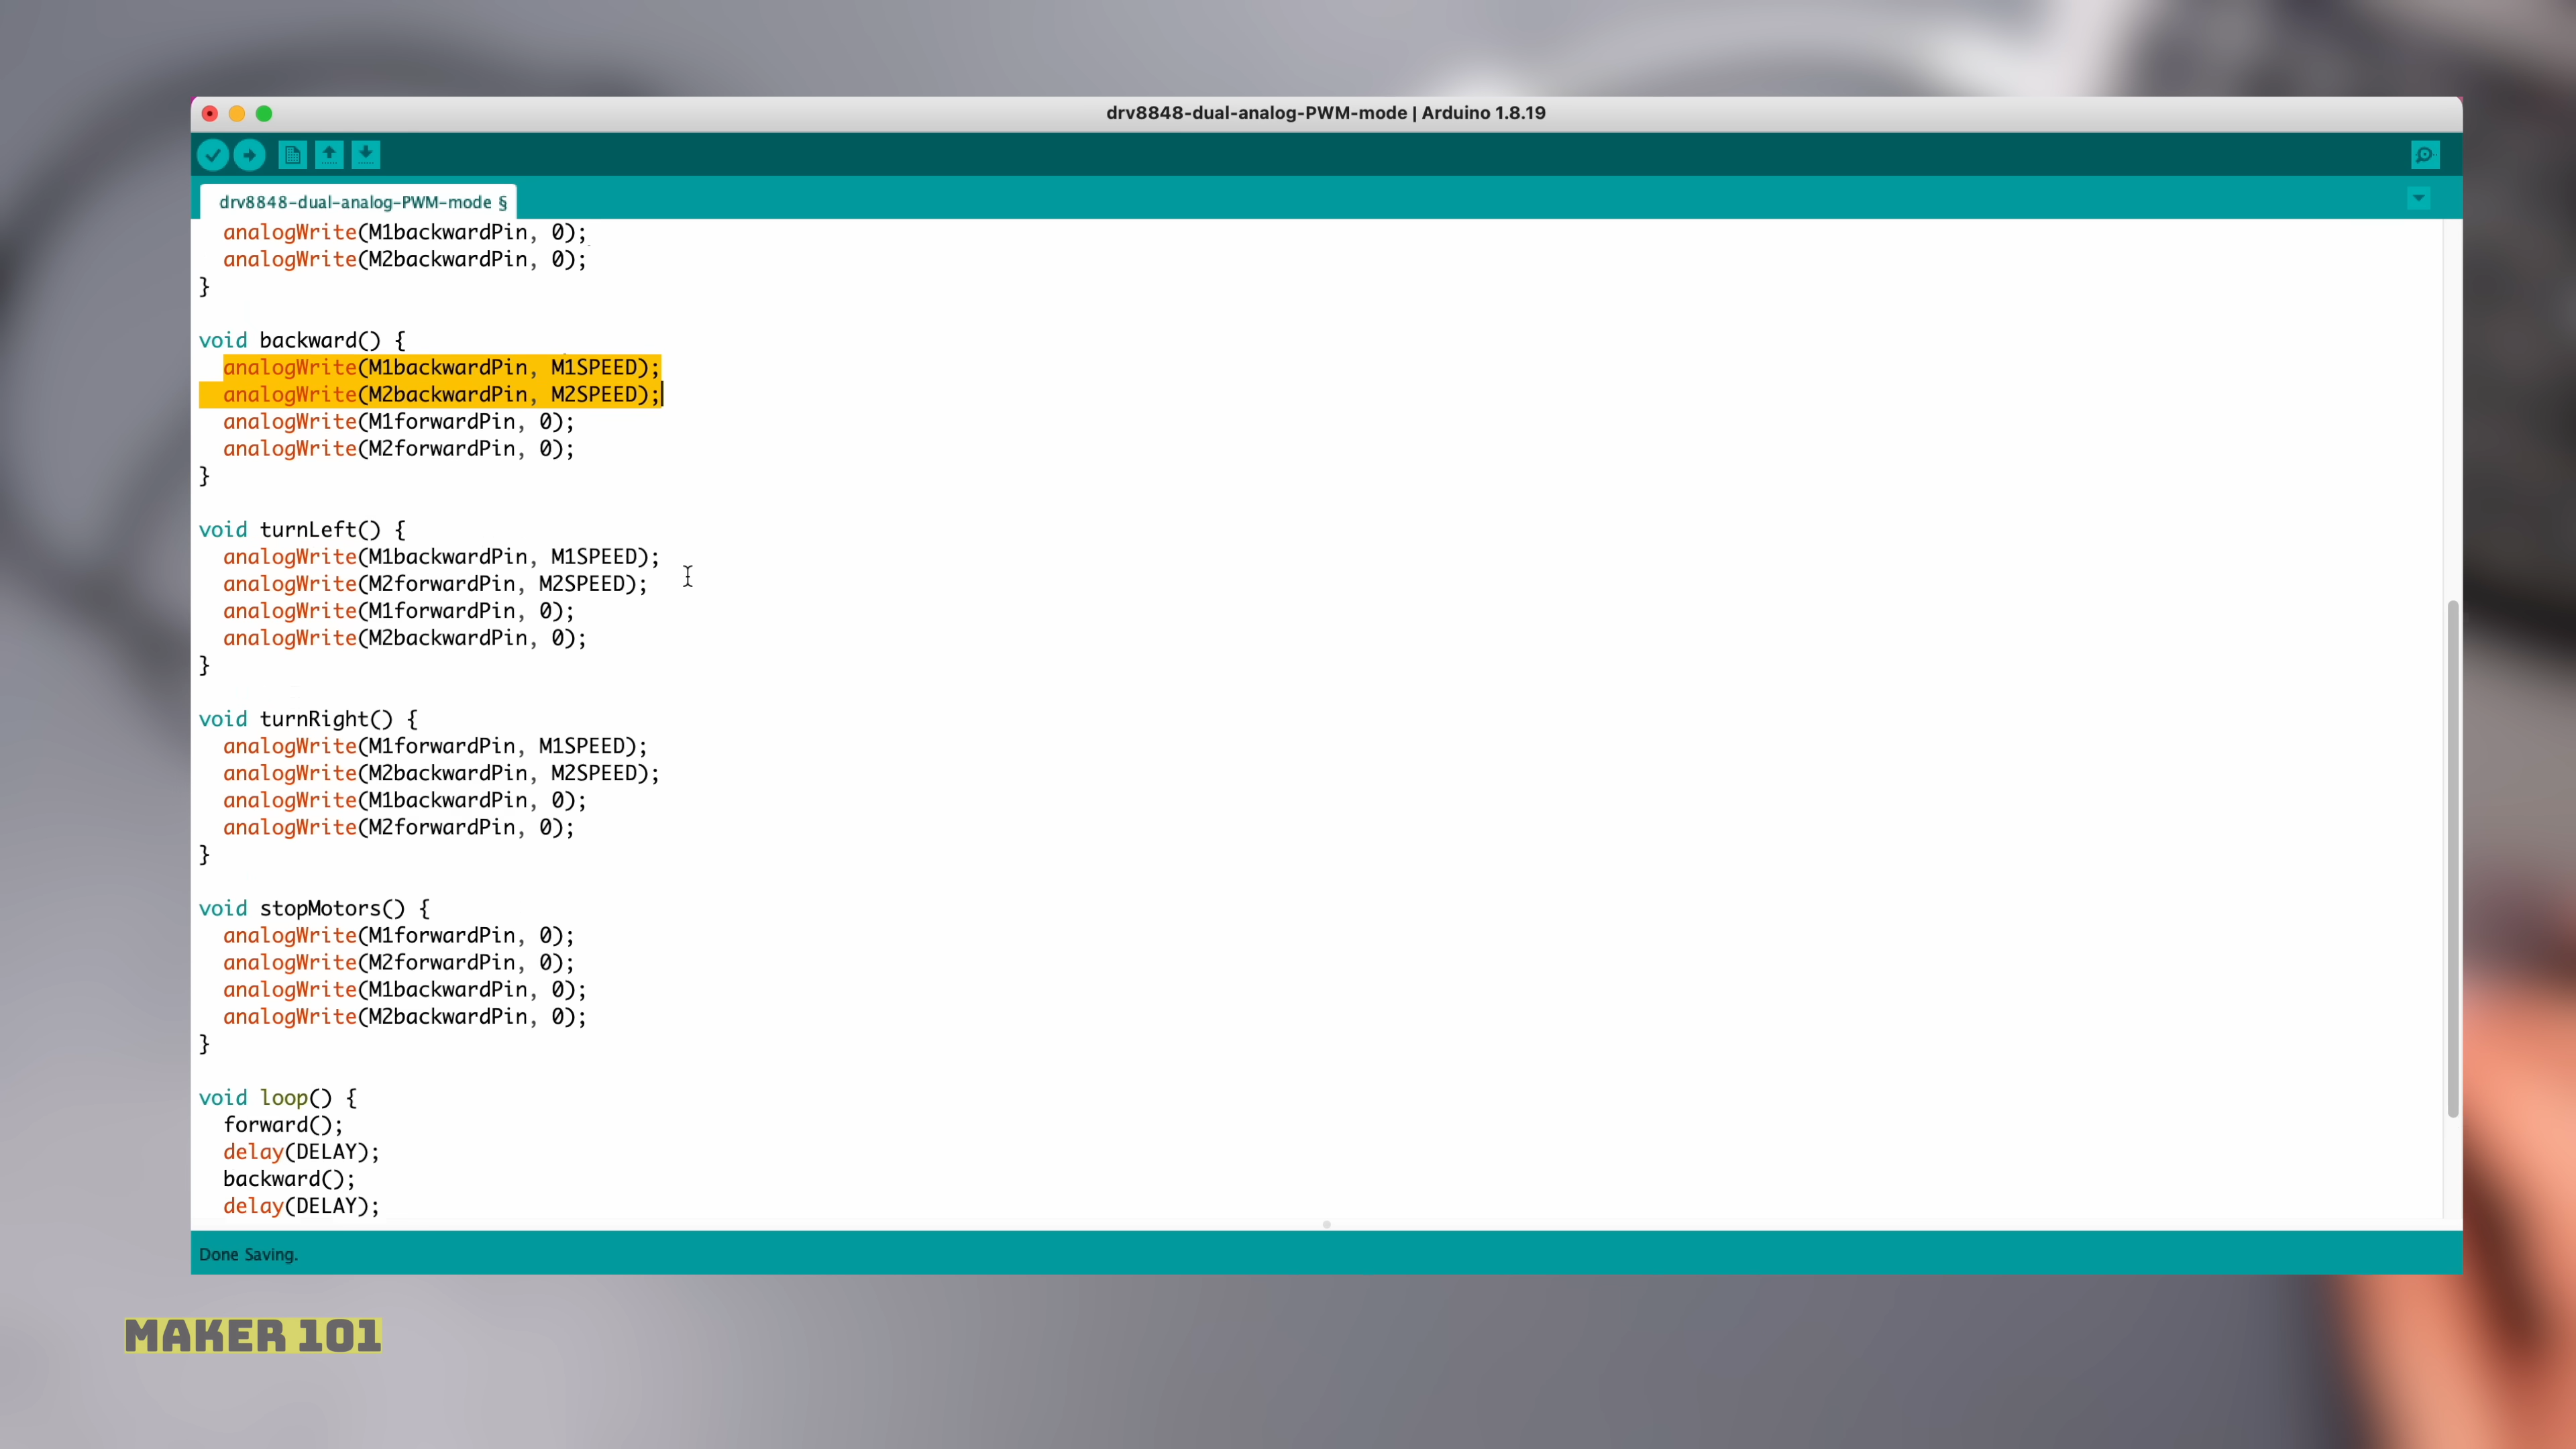 drv8848-dual-analog-PWM-mode | Arduino 1.8.19
drv8848-dual-analog-PWM-mode §
analogWrite(M1backwardPin, 0);
analogWrite(M2backwardPin, 0);
}
void backward() {
analogWrite(M1backwardPin, M1SPEED);
analogWrite(M2backwardPin, M2SPEED);
analogWrite(M1forwardPin, 0);
analogWrite(M2forwardPin, 0);
}
void turnLeft() {
analogWrite(M1backwardPin, M1SPEED);
analogWrite(M2forwardPin, M2SPEED);
analogWrite(M1forwardPin, 0);
analogWrite(M2backwardPin, 0);
}
void turnRight() {
analogWrite(M1forwardPin, M1SPEED);
analogWrite(M2backwardPin, M2SPEED);
analogWrite(M1backwardPin, 0);
analogWrite(M2forwardPin, 0);
}
void stopMotors() {
analogWrite(M1forwardPin, 0);
analogWrite(M2forwardPin, 0);
analogWrite(M1backwardPin, 0);
analogWrite(M2backwardPin, 0);
}
void loop() {
forward();
delay(DELAY);
backward();
delay(DELAY);
Done Saving.
MAKER 101